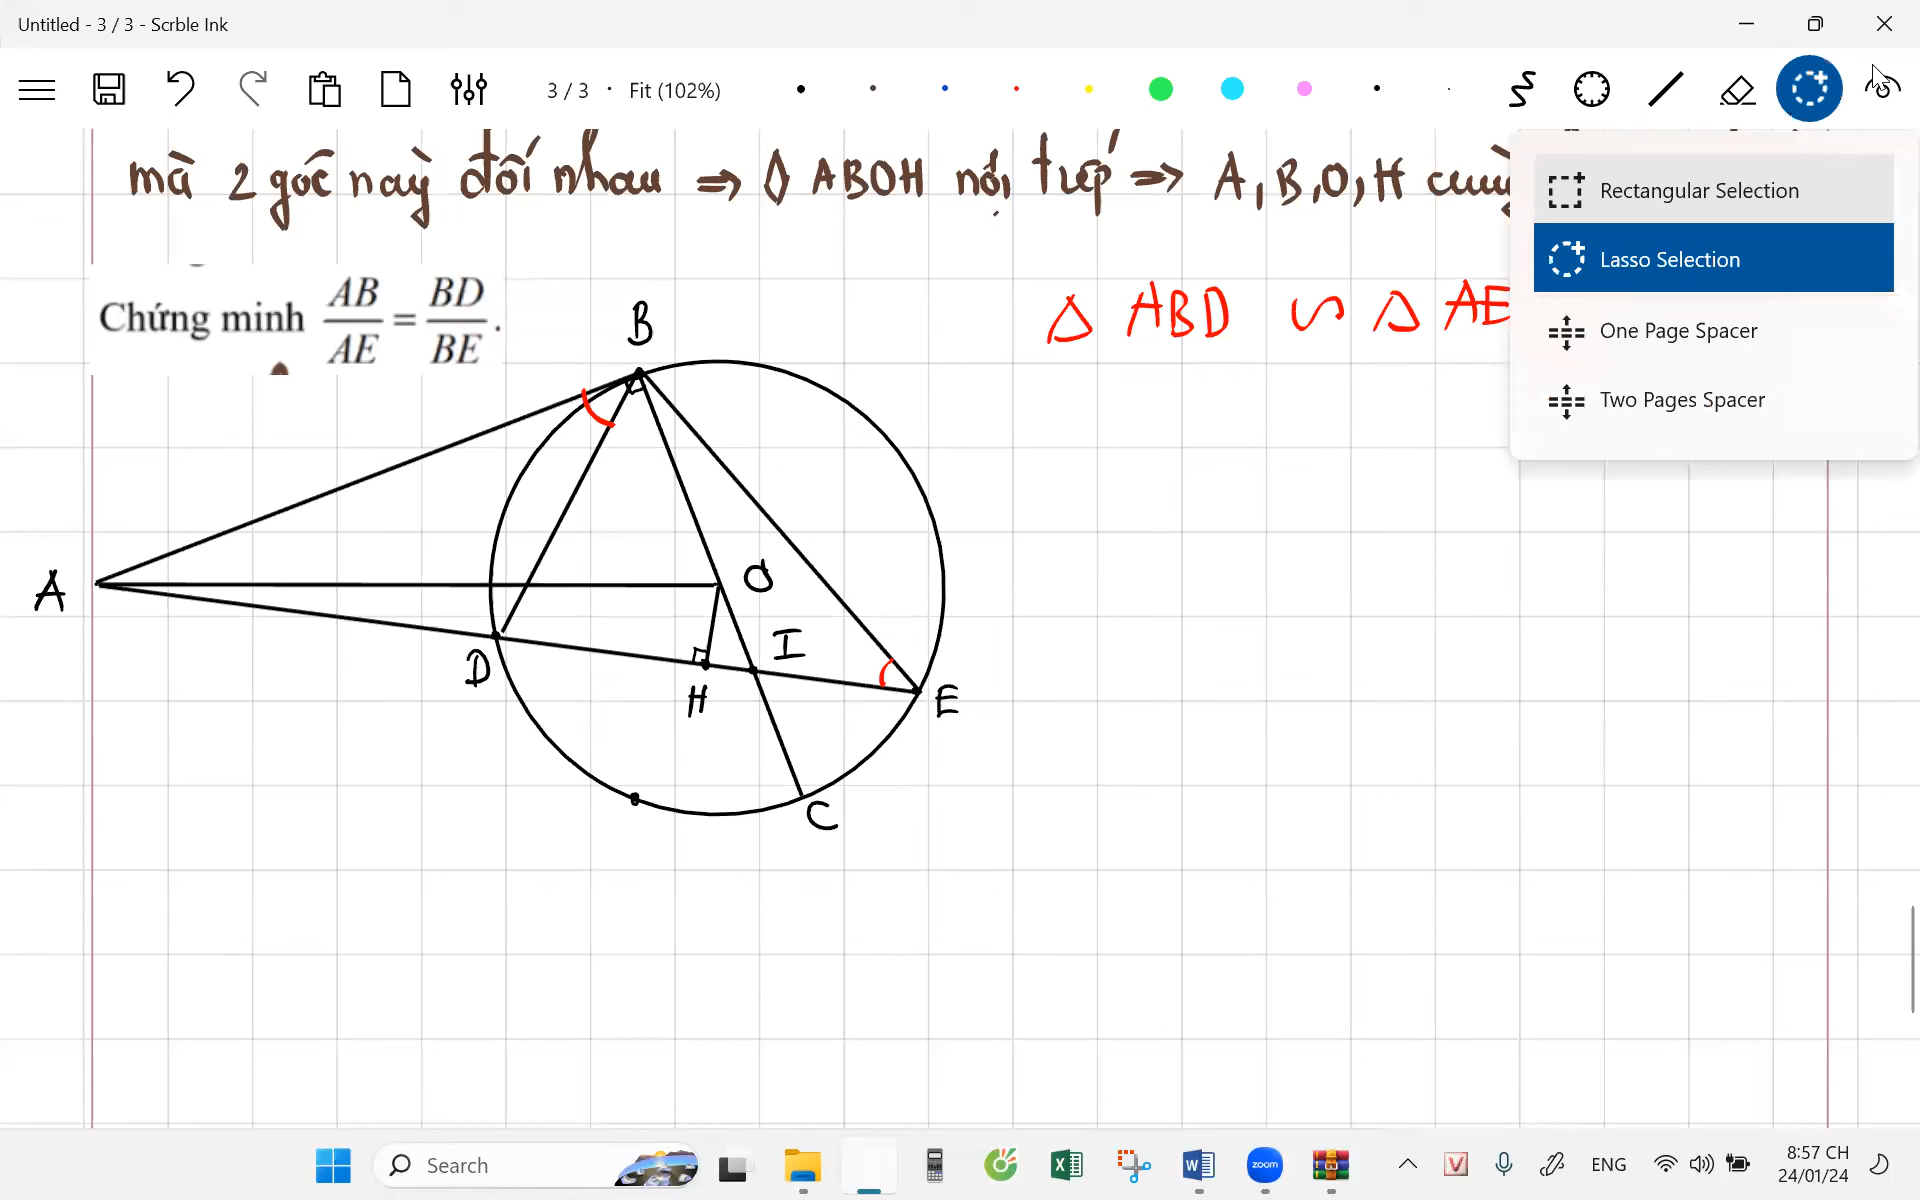 Untitled - 3 / 3 - Scrble Ink
3 / 3 · Fit (102%)
mà 2 góc này đối nhau ⇒ ◊ ABOH nội tiếp ⇒ A, B, O, H cùng
Rectangular Selection
Lasso Selection
One Page Spacer
Two Pages Spacer
Chứng minh AB/AE = BD/BE.
Δ ABD ∽ Δ AE
B
A
O
I
D
H
E
C
Search
zoom
ENG
8:57 CH
24/01/24